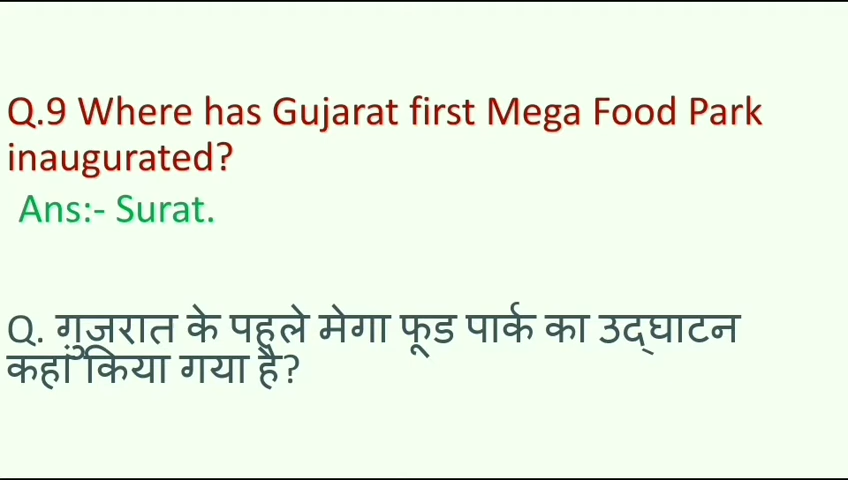 Q.9 Where has Gujarat first Mega Food Park
inaugurated?
Ans:- Surat.
Q. गुजरात के पहले मेगा फूड पार्क का उद्घाटन
कहां किया गया है?